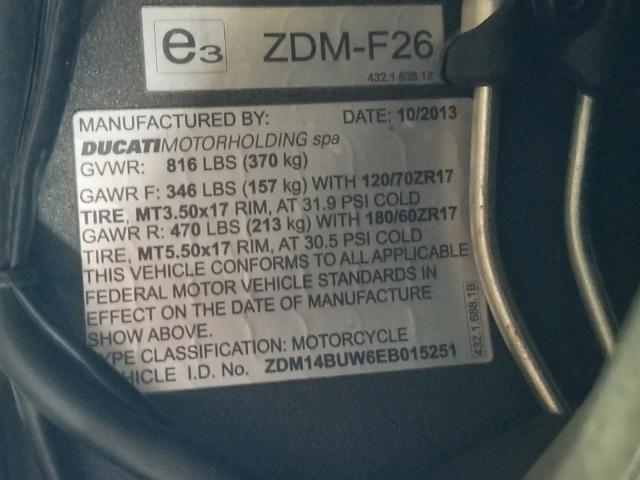 e3 ZDM-F26
432.1.636.1Z
MANUFACTURED BY: DATE: 10/2013
DUCATIMOTORHOLDING spa
GVWR: 816 LBS (370 kg)
GAWR F: 346 LBS (157 kg) WITH 120/70ZR17
TIRE, MT3.50x17 RIM, AT 31.9 PSI COLD
GAWR R: 470 LBS (213 kg) WITH 180/60ZR17
TIRE, MT5.50x17 RIM, AT 30.5 PSI COLD
THIS VEHICLE CONFORMS TO ALL APPLICABLE
FEDERAL MOTOR VEHICLE STANDARDS IN
EFFECT ON THE DATE OF MANUFACTURE
SHOW ABOVE.
TYPE CLASSIFICATION: MOTORCYCLE
HICLE I.D. No. ZDM14BUW6EB015251
432.1.688.1B